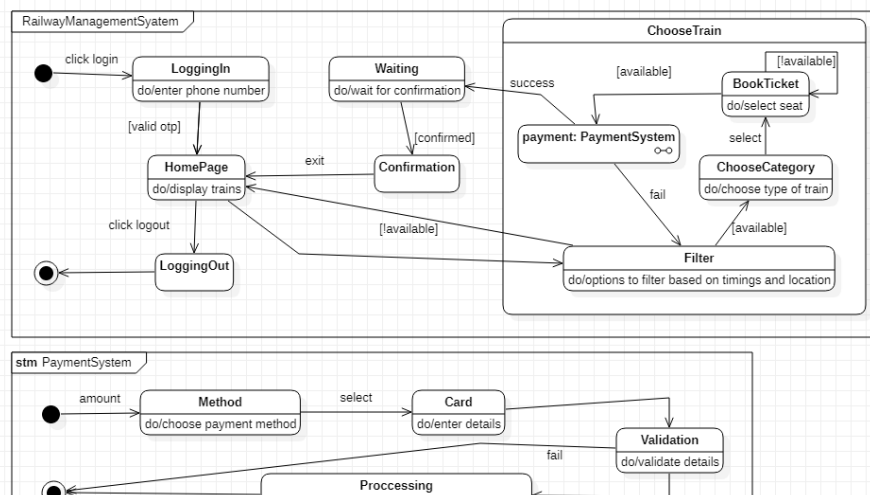 RailwayManagementSyatem
ChooseTrain
click login
LoggingIn
do/enter phone number
Waiting
do/wait for confirmation
success
[available]
[!available]
BookTicket
do/select seat
[valid otp]
[confirmed]
payment: PaymentSystem
select
HomePage
do/display trains
exit
Confirmation
ChooseCategory
do/choose type of train
fail
click logout
[!available]
[available]
LoggingOut
Filter
do/options to filter based on timings and location
stm PaymentSystem
amount
Method
do/choose payment method
select
Card
do/enter details
Validation
do/validate details
fail
Proccessing